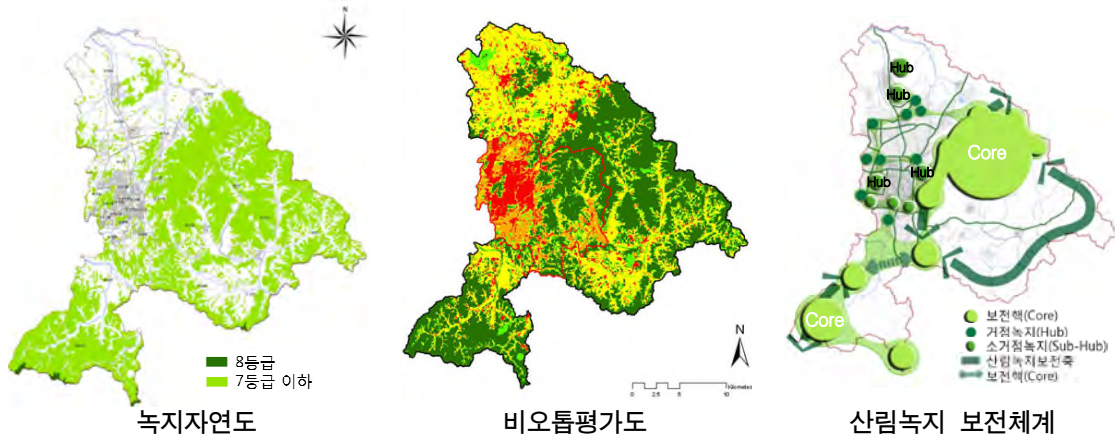 N
8등급
7등급 이하
녹지자연도
N
Kilometers
0 2.5 5 10
비오톱평가도
Hub
Hub
Core
Hub
Hub
Core
보전핵(Core)
거점녹지(Hub)
소거점녹지(Sub-Hub)
산림녹지보전축
보전핵(Core)
산림녹지 보전체계